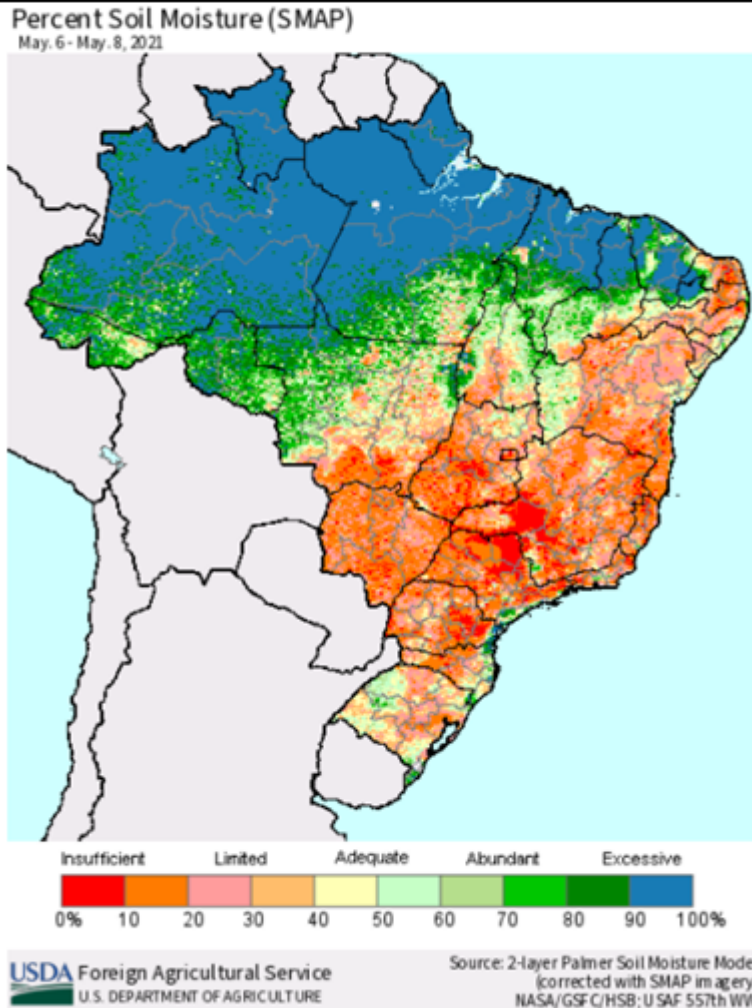 Percent Soil Moisture (SMAP)
May. 6 - May. 8, 2021
Insufficient Limited Adequate Abundant Excessive
0% 10 20 30 40 50 60 70 80 90 100%
USDA Foreign Agricultural Service
U.S. DEPARTMENT OF AGRICULTURE
Source: 2-layer Palmer Soil Moisture Mode
(corrected with SMAP imagery
NASA/GSFC/HSB; USAF 557th